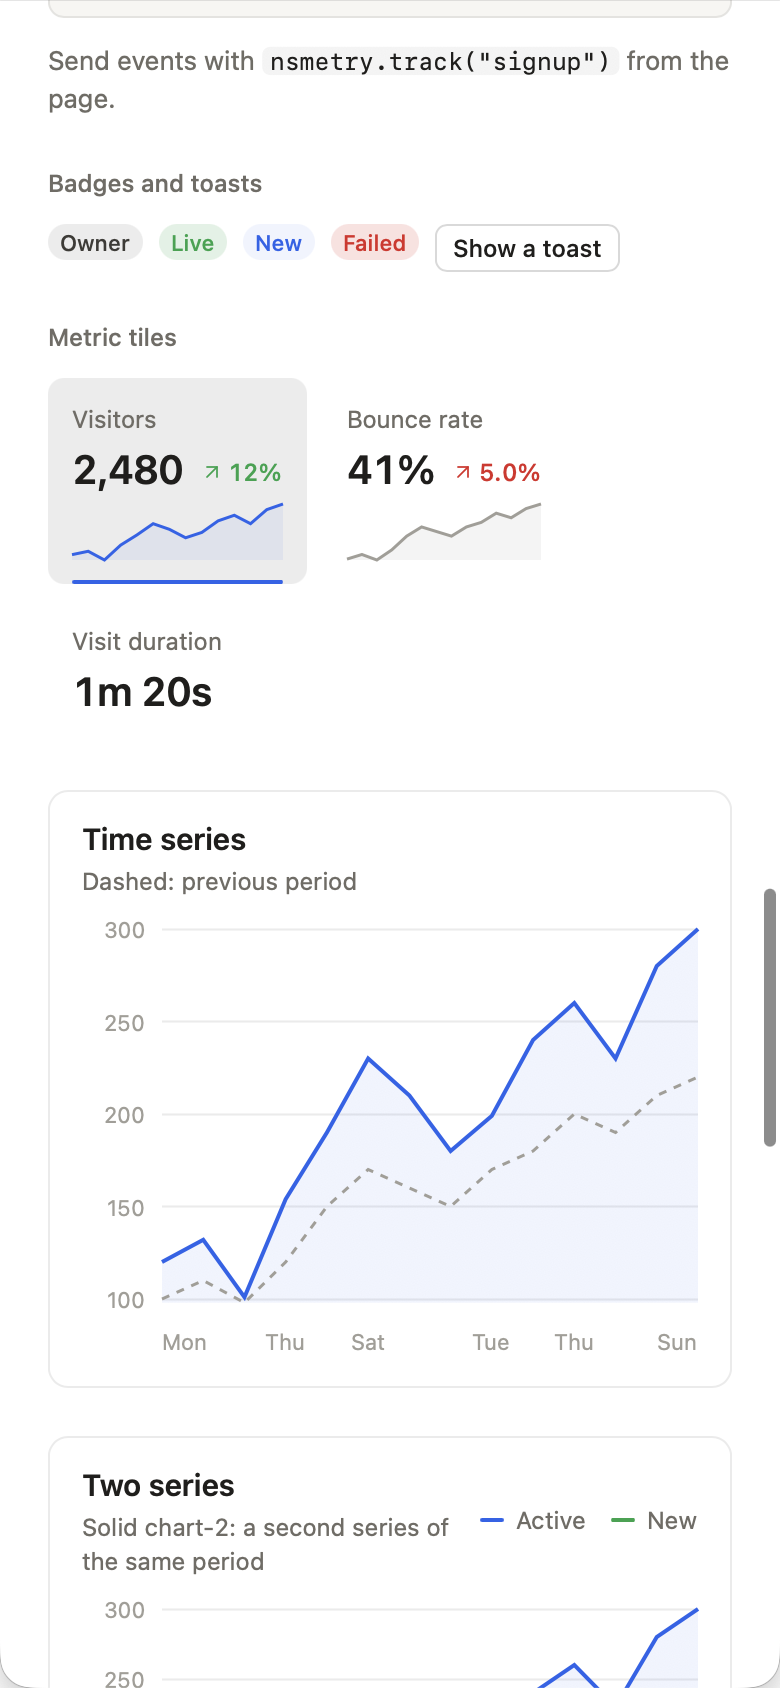 Send events with nsmetry.track("signup") from the
page.
Badges and toasts
Owner Live New Failed Show a toast
Metric tiles
Visitors
2,480 ↗ 12%
Bounce rate
41% ↗ 5.0%
Visit duration
1m 20s
Time series
Dashed: previous period
300
250
200
150
100
Mon Thu Sat Tue Thu Sun
Two series
Solid chart-2: a second series of
the same period
Active New
300
250